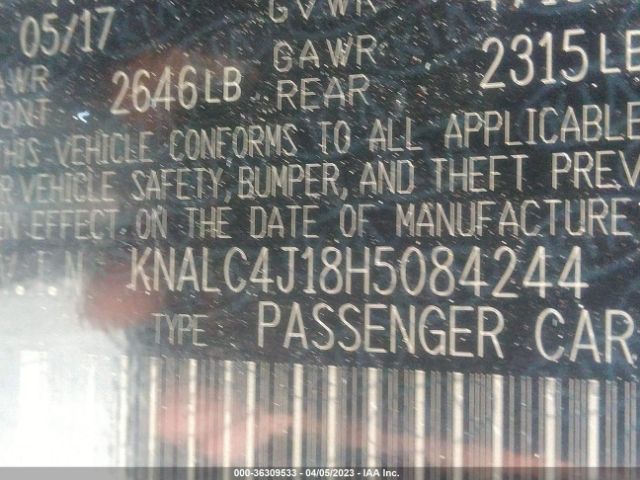 05/17
GVWR
GAWR
2315LB
2646LB
REAR
THIS VEHICLE CONFORMS TO ALL APPLICABLE
VEHICLE SAFETY, BUMPER, AND THEFT PREV
EFFECT ON THE DATE OF MANUFACTURE
V.I.N KNALC4J18H5084244
TYPE PASSENGER CAR
000-36309533 - 04/05/2023 - IAA Inc.